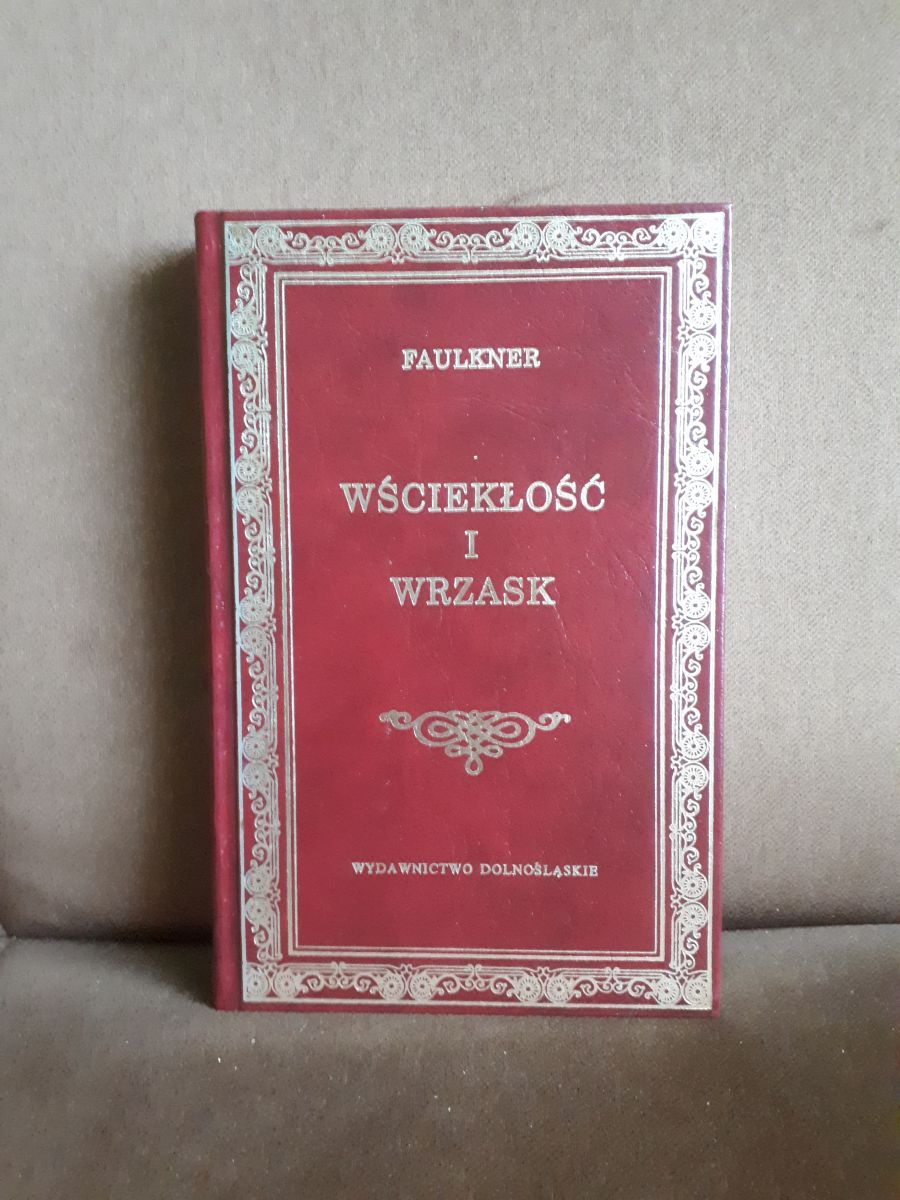 FAULKNER
WŚCIEKŁOŚĆ
I
WRZASK
WYDAWNICTWO DOLNOŚLĄSKIE